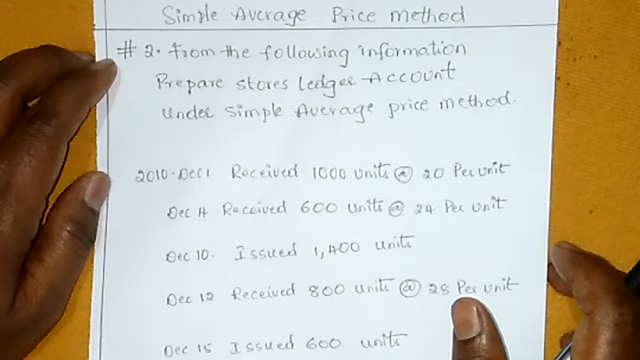 Simple Average Price method
# 2. From the following information
Prepare stores Ledger Account
under Simple Average price method.
2010. Dec 1 Received 1000 units @ 20 Per unit
Dec 4 Received 600 units @ 24 Per unit
Dec 10. Issued 1,400 units
Dec 12 Received 800 units @ 28 Per unit
Dec 15 Issued 600 units